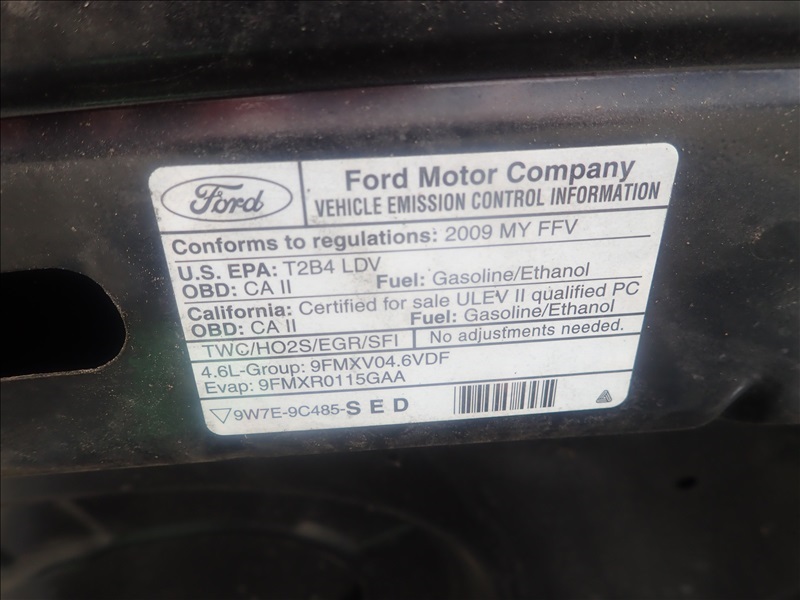 Ford
Ford Motor Company
VEHICLE EMISSION CONTROL INFORMATION
Conforms to regulations: 2009 MY FFV
U.S. EPA: T2B4 LDV
OBD: CA II Fuel: Gasoline/Ethanol
California: Certified for sale ULEV II qualified PC
OBD: CA II Fuel: Gasoline/Ethanol
TWC/HO2S/EGR/SFI No adjustments needed.
4.6L-Group: 9FMXV04.6VDF
Evap: 9FMXR0115GAA
9W7E-9C485-SED